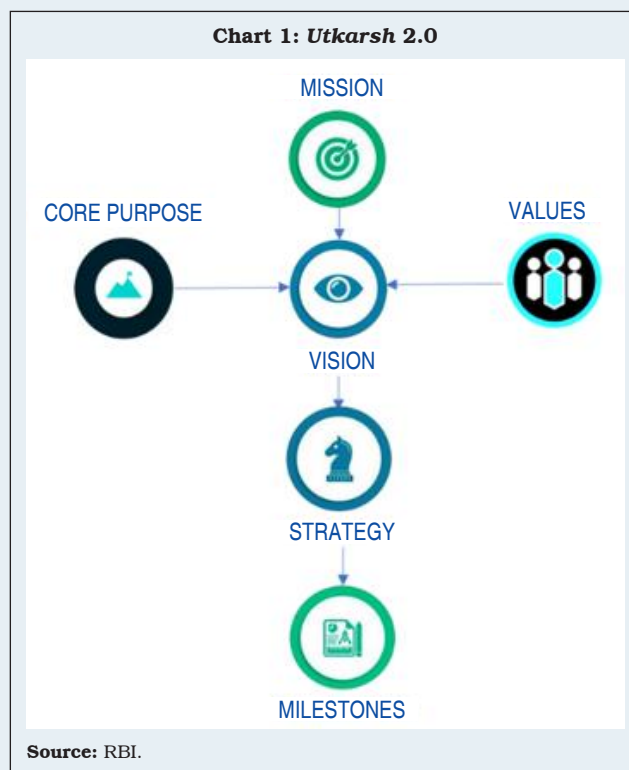 Chart 1: Utkarsh 2.0
MISSION
CORE PURPOSE
VALUES
VISION
STRATEGY
MILESTONES
Source: RBI.